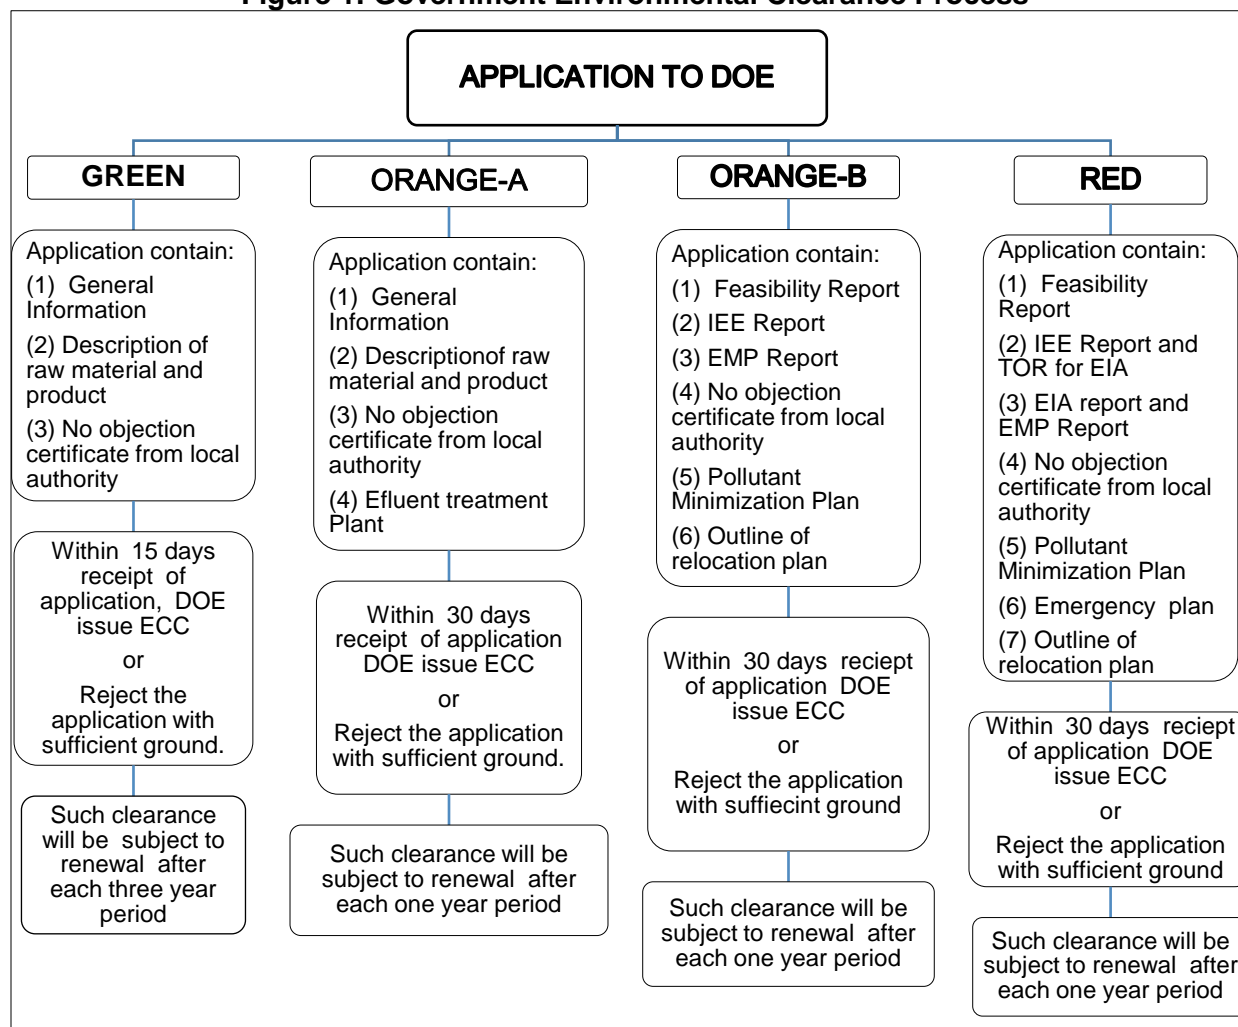 Figure 1: Government Environmental Clearance Process
APPLICATION TO DOE
GREEN
Application contain:
(1) General
Information
(2) Description of
raw material and
product
(3) No objection
certificate from local
authority
Within 15 days
receipt of
application, DOE
issue ECC
or
Reject the
application with
sufficient ground.
Such clearance
will be subject to
renewal after
each three year
period
ORANGE-A
Application contain:
(1) General
Information
(2) Descriptionof raw
material and product
(3) No objection
certificate from local
authority
(4) Efluent treatment
Plant
Within 30 days
receipt of application
DOE issue ECC
or
Reject the application
with sufficient ground.
Such clearance will be
subject to renewal after
each one year period
ORANGE-B
Application contain:
(1) Feasibility Report
(2) IEE Report
(3) EMP Report
(4) No objection
certificate from local
authority
(5) Pollutant
Minimization Plan
(6) Outline of
relocation plan
Within 30 days reciept
of application DOE
issue ECC
or
Reject the application
with suffiecint ground
Such clearance will be
subject to renewal after
each one year period
RED
Application contain:
(1) Feasibility
Report
(2) IEE Report and
TOR for EIA
(3) EIA report and
EMP Report
(4) No objection
certificate from local
authority
(5) Pollutant
Minimization Plan
(6) Emergency plan
(7) Outline of
relocation plan
Within 30 days reciept
of application DOE
issue ECC
or
Reject the application
with sufficient ground
Such clearance will be
subject to renewal after
each one year period